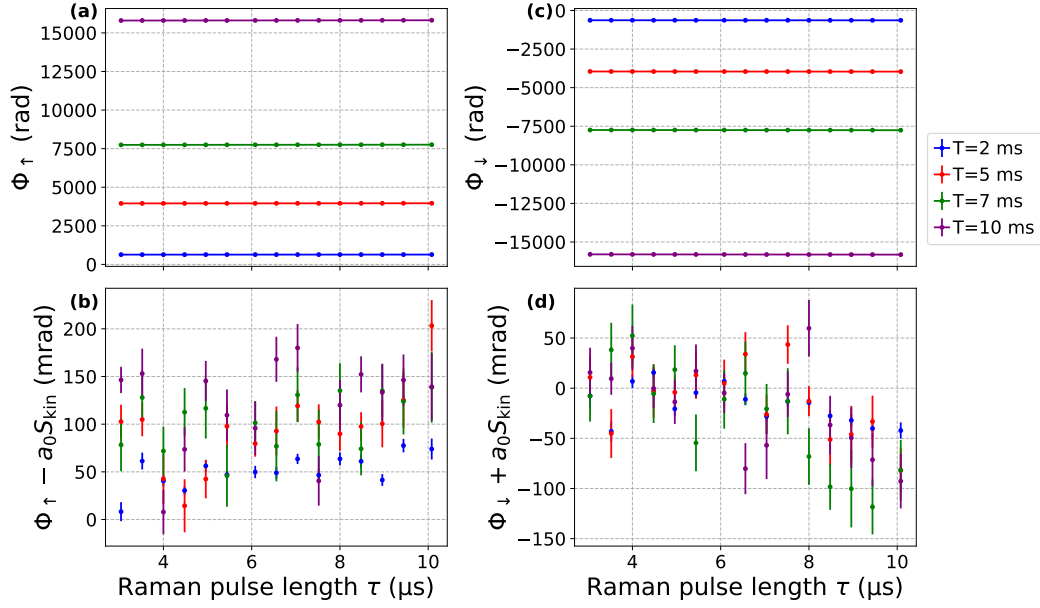 (a)
15000
12500
10000
7500
5000
2500
0
Φ↑ (rad)
(c)
0
−2500
−5000
−7500
−10000
−12500
−15000
Φ↓ (rad)
T=2 ms
T=5 ms
T=7 ms
T=10 ms
(b)
200
150
100
50
0
Φ↑ − a₀Sₖᵢₙ (mrad)
4 6 8 10
Raman pulse length τ (μs)
(d)
50
0
−50
−100
−150
Φ↓ + a₀Sₖᵢₙ (mrad)
4 6 8 10
Raman pulse length τ (μs)